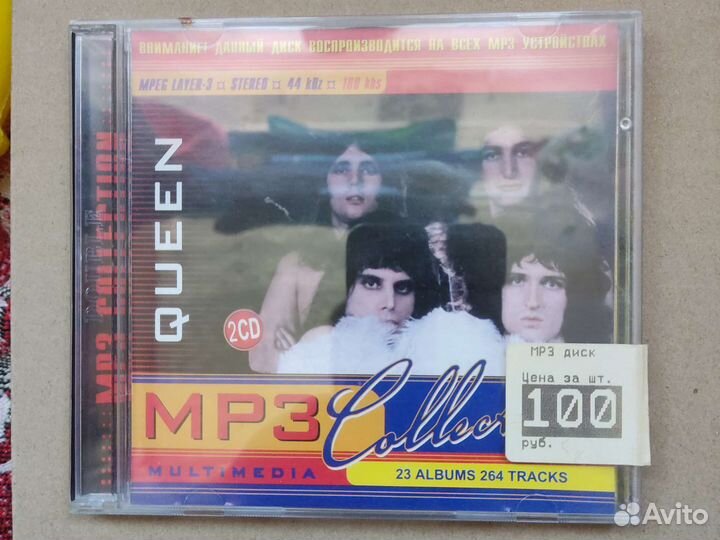 ВНИМАНИЕ! ДАННЫЙ ДИСК ВОСПРОИЗВОДИТСЯ НА ВСЕХ MP3 УСТРОЙСТВАХ
MPEG LAYER-3 ¤ STEREO ¤ 44 kHz ¤ 160 kbs
QUEEN
MP3 COLLECTION
2CD
MP3 Collec
MULTIMEDIA
23 ALBUMS 264 TRACKS
MP3 диск
Цена за шт.
100
руб.
Avito